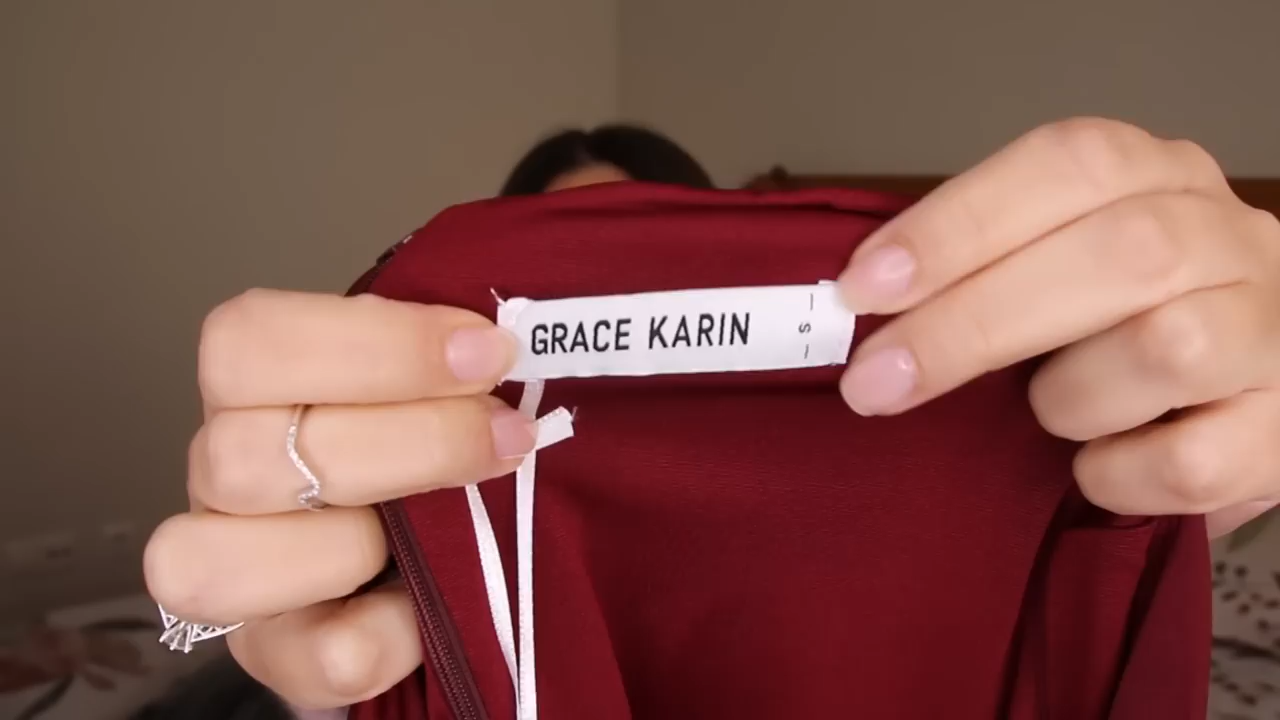 GRACE KARIN
– S –